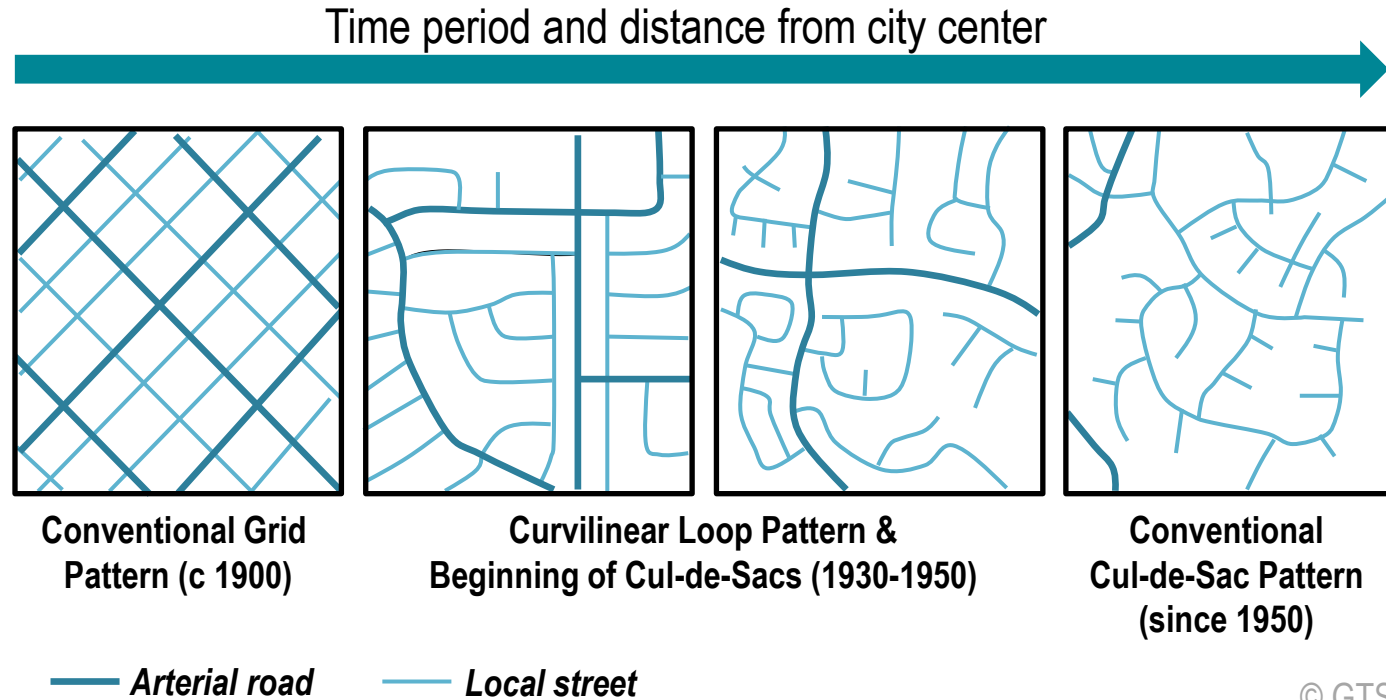 Time period and distance from city center
Conventional Grid
Pattern (c 1900)
Curvilinear Loop Pattern &
Beginning of Cul-de-Sacs (1930-1950)
Conventional
Cul-de-Sac Pattern
(since 1950)
Arterial road
Local street
© GTS